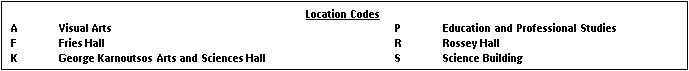 Location Codes
A Visual Arts P Education and Professional Studies
F Fries Hall R Rossey Hall
K George Karnoutsos Arts and Sciences Hall S Science Building